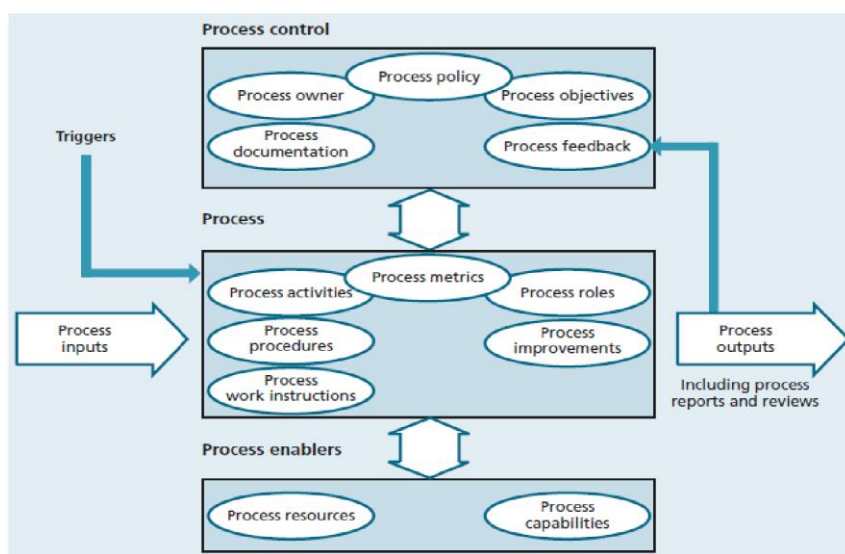 Process control
Process policy
Process owner
Process objectives
Process
documentation
Process feedback
Triggers
Process
Process metrics
Process activities
Process roles
Process
inputs
Process
procedures
Process
improvements
Process
outputs
Process
work instructions
Including process
reports and reviews
Process enablers
Process resources
Process
capabilities